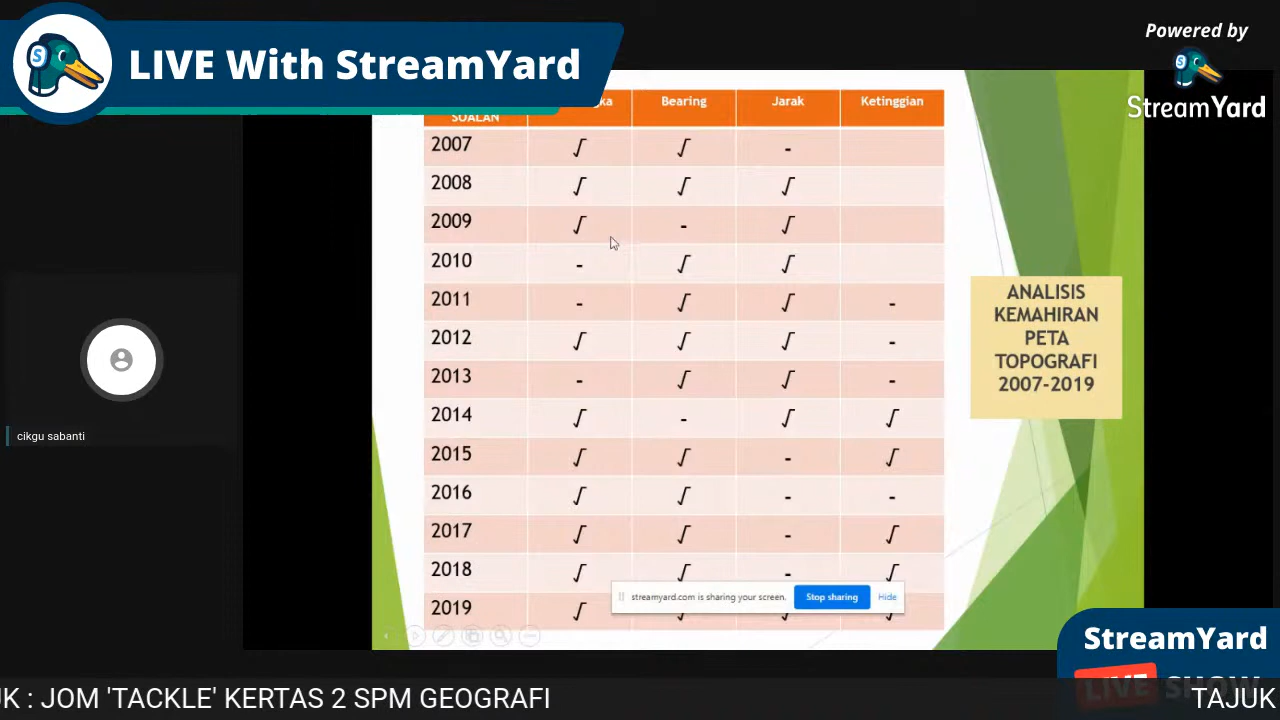 LIVE With StreamYard
Powered by
StreamYard
Bearing Jarak Ketinggian
SOALAN
2007 √ √ -
2008 √ √ √
2009 √ - √
2010 - √ √
2011 - √ √ -
2012 √ √ √ -
2013 - √ √ -
2014 √ - √ √
2015 √ √ - √
2016 √ √ - -
2017 √ √ - √
2018 √ √ - √
2019 √ √ √ √
ANALISIS
KEMAHIRAN
PETA
TOPOGRAFI
2007-2019
streamyard.com is sharing your screen. Stop sharing Hide
cikgu sabanti
StreamYard
LIVE SHOW
: JOM 'TACKLE' KERTAS 2 SPM GEOGRAFI TAJUK